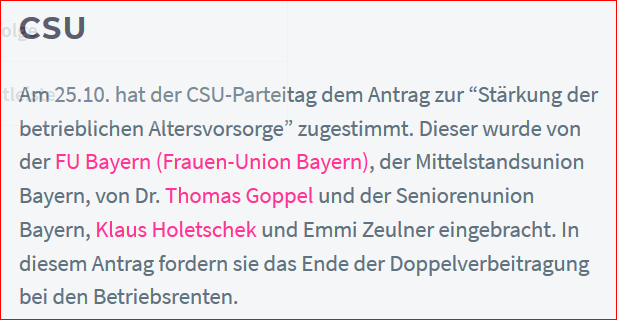 CSU
Am 25.10. hat der CSU-Parteitag dem Antrag zur “Stärkung der
betrieblichen Altersvorsorge” zugestimmt. Dieser wurde von
der FU Bayern (Frauen-Union Bayern), der Mittelstandsunion
Bayern, von Dr. Thomas Goppel und der Seniorenunion
Bayern, Klaus Holetschek und Emmi Zeulner eingebracht. In
diesem Antrag fordern sie das Ende der Doppelverbeitragung
bei den Betriebsrenten.